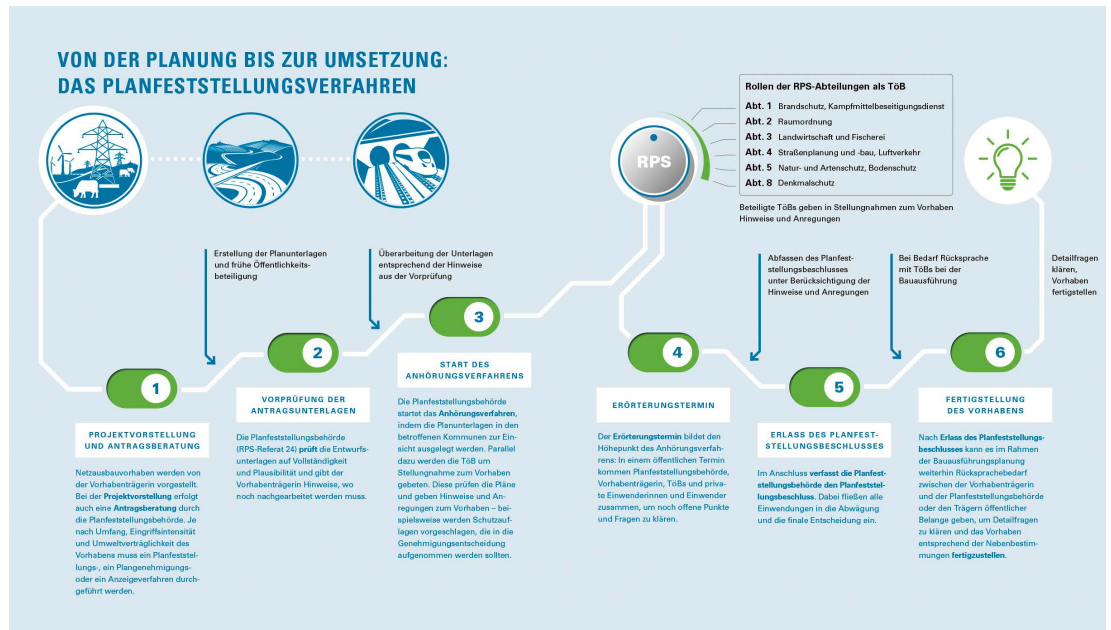 VON DER PLANUNG BIS ZUR UMSETZUNG:
DAS PLANFESTSTELLUNGSVERFAHREN
RPS
Rollen der RPS-Abteilungen als TöB
Abt. 1 Brandschutz, Kampfmittelbeseitigungsdienst
Abt. 2 Raumordnung
Abt. 3 Landwirtschaft und Fischerei
Abt. 4 Straßenplanung und -bau, Luftverkehr
Abt. 5 Natur- und Artenschutz, Bodenschutz
Abt. 8 Denkmalschutz
Beteiligte TöBs geben in Stellungnahmen zum Vorhaben
Hinweise und Anregungen
1
PROJEKTVORSTELLUNG
UND ANTRAGSBERATUNG
Netzausbauvorhaben werden von
der Vorhabenträgerin vorgestellt.
Bei der Projektvorstellung erfolgt
auch eine Antragsberatung durch
die Planfeststellungsbehörde. Je
nach Umfang, Eingriffsintensität
und Umweltverträglichkeit des
Vorhabens muss ein Planfeststel-
lungs-, ein Plangenehmigungs-
oder ein Anzeigeverfahren durch-
geführt werden.
Erstellung der Planunterlagen
und frühe Öffentlichkeits-
beteiligung
2
VORPRÜFUNG DER
ANTRAGSUNTERLAGEN
Die Planfeststellungsbehörde
(RPS-Referat 24) prüft die Entwurfs-
unterlagen auf Vollständigkeit
und Plausibilität und gibt der
Vorhabenträgerin Hinweise, wo
noch nachgearbeitet werden muss.
Überarbeitung der Unterlagen
entsprechend der Hinweise
aus der Vorprüfung
3
START DES
ANHÖRUNGSVERFAHRENS
Die Planfeststellungsbehörde
startet das Anhörungsverfahren,
indem die Planunterlagen in den
betroffenen Kommunen zur Ein-
sicht ausgelegt werden. Parallel
dazu werden die TöB um
Stellungnahme zum Vorhaben
gebeten. Diese prüfen die Pläne
und geben Hinweise und An-
regungen zum Vorhaben – bei-
spielsweise werden Schutzauf-
lagen vorgeschlagen, die in die
Genehmigungsentscheidung
aufgenommen werden sollten.
4
ERÖRTERUNGSTERMIN
Der Erörterungstermin bildet den
Höhepunkt des Anhörungsverfah-
rens: In einem öffentlichen Termin
kommen Planfeststellungsbehörde,
Vorhabenträgerin, TöBs und priva-
te Einwenderinnen und Einwender
zusammen, um noch offene Punkte
und Fragen zu klären.
Abfassen des Planfest-
stellungsbeschlusses
unter Berücksichtigung der
Hinweise und Anregungen
5
ERLASS DES PLANFEST-
STELLUNGSBESCHLUSSES
Im Anschluss verfasst die Planfest-
stellungsbehörde den Planfeststel-
lungsbeschluss. Dabei fließen alle
Einwendungen in die Abwägung
und die finale Entscheidung ein.
Bei Bedarf Rücksprache
mit TöBs bei der
Bauausführung
6
FERTIGSTELLUNG
DES VORHABENS
Nach Erlass des Planfeststellungs-
beschlusses kann es im Rahmen
der Bauausführungsplanung
weiterhin Rücksprachebedarf
zwischen der Vorhabenträgerin
und der Planfeststellungsbehörde
oder den Trägern öffentlicher
Belange geben, um Detailfragen
zu klären und das Vorhaben
entsprechend der Nebenbestim-
mungen fertigzustellen.
Detailfragen
klären,
Vorhaben
fertigstellen